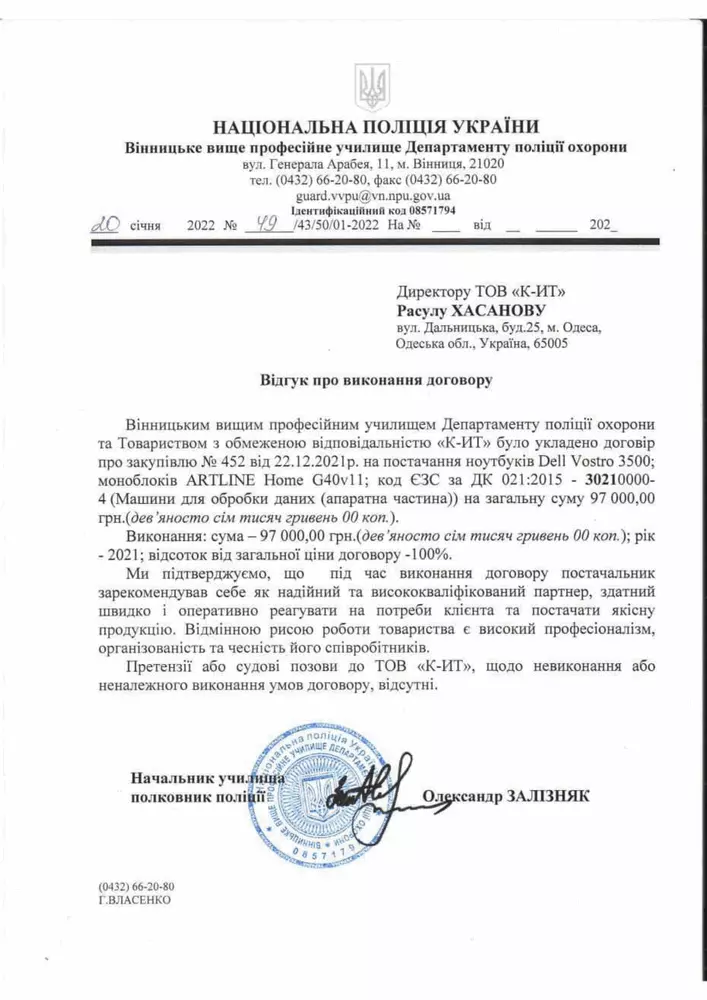 НАЦІОНАЛЬНА ПОЛІЦІЯ УКРАЇНИ
Вінницьке вище професійне училище Департаменту поліції охорони
вул. Генерала Арабея, 11, м. Вінниця, 21020
тел. (0432) 66-20-80, факс (0432) 66-20-80
guard.vvpu@vn.npu.gov.ua
Ідентифікаційний код 08571794
20 січня 2022 № 49/43/50/01-2022 На № ____ від __ _____ 202_
Директору ТОВ «К-ИТ»
Расулу ХАСАНОВУ
вул. Дальницька, буд.25, м. Одеса,
Одеська обл., Україна, 65005
Відгук про виконання договору
Вінницьким вищим професійним училищем Департаменту поліції охорони
та Товариством з обмеженою відповідальністю «К-ИТ» було укладено договір
про закупівлю № 452 від 22.12.2021р. на постачання ноутбуків Dell Vostro 3500;
моноблоків ARTLINE Home G40v11; код ЄЗС за ДК 021:2015 - 30210000-
4 (Машини для обробки даних (апаратна частина)) на загальну суму 97 000,00
грн.(дев’яносто сім тисяч гривень 00 коп.).
Виконання: сума – 97 000,00 грн.(дев’яносто сім тисяч гривень 00 коп.); рік
- 2021; відсоток від загальної ціни договору -100%.
Ми підтверджуємо, що під час виконання договору постачальник
зарекомендував себе як надійний та висококваліфікований партнер, здатний
швидко і оперативно реагувати на потреби клієнта та постачати якісну
продукцію. Відмінною рисою роботи товариства є високий професіоналізм,
організованість та чесність його співробітників.
Претензії або судові позови до ТОВ «К-ИТ», щодо невиконання або
неналежного виконання умов договору, відсутні.
Начальник училища
полковник поліції Олександр ЗАЛІЗНЯК
Національна поліція Украї
ПРОФЕСІЙНЕ УЧИЛИЩЕ ДЕПАРТАМЕН
ВІННИЦЬКЕ ВИЩЕ
0857179
(0432) 66-20-80
Г.ВЛАСЕНКО